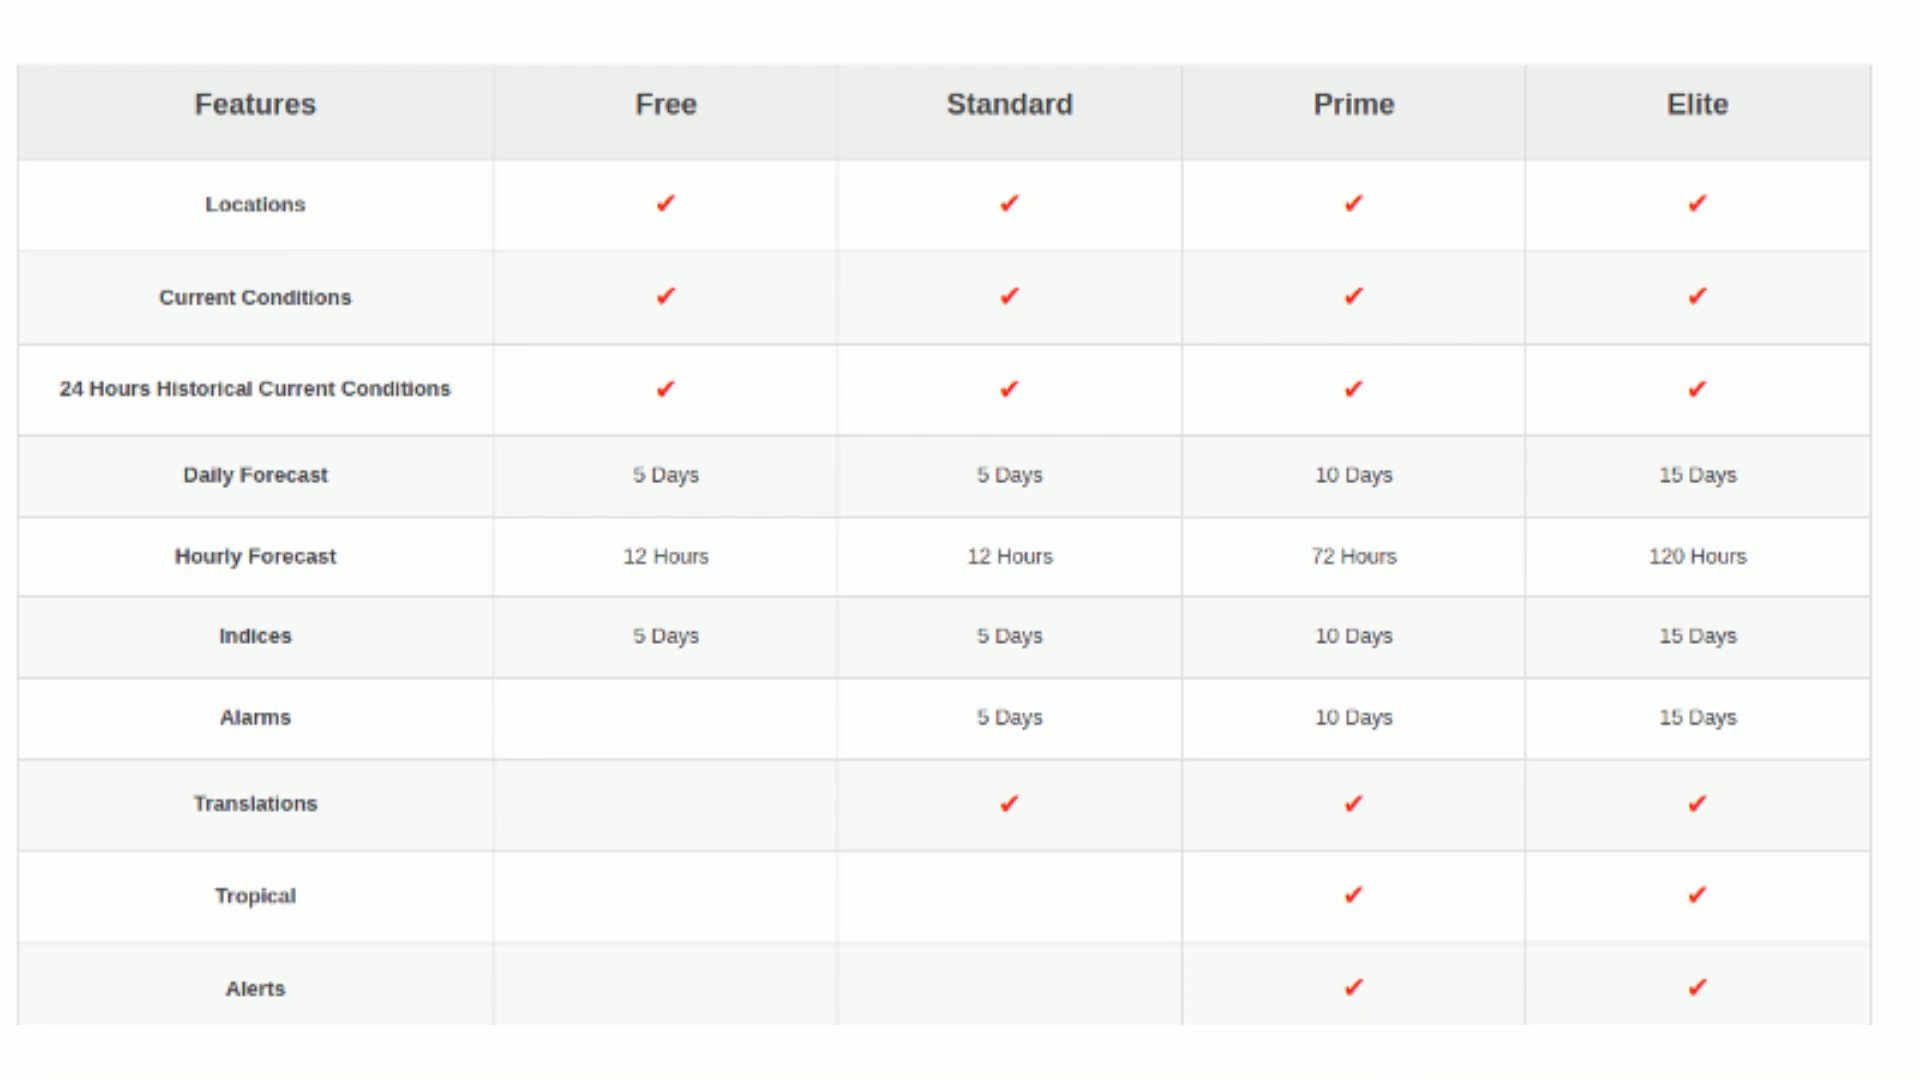 Features Free Standard Prime Elite
Locations ✔ ✔ ✔ ✔
Current Conditions ✔ ✔ ✔ ✔
24 Hours Historical Current Conditions ✔ ✔ ✔ ✔
Daily Forecast 5 Days 5 Days 10 Days 15 Days
Hourly Forecast 12 Hours 12 Hours 72 Hours 120 Hours
Indices 5 Days 5 Days 10 Days 15 Days
Alarms 5 Days 10 Days 15 Days
Translations ✔ ✔ ✔
Tropical ✔ ✔
Alerts ✔ ✔